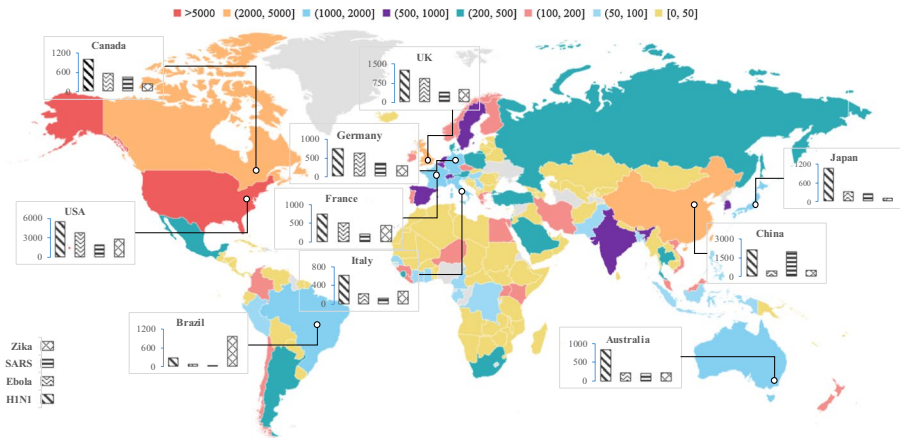 >5000 (2000, 5000] (1000, 2000] (500, 1000] (200, 500] (100, 200] (50, 100] [0, 50]
Canada
1200
600
0
UK
1500
750
0
Germany
1000
500
0
Japan
1200
600
0
USA
6000
3000
0
France
1000
500
0
China
3000
1500
0
Italy
800
400
0
Brazil
1200
600
0
Australia
1000
500
0
Zika
SARS
Ebola
H1N1